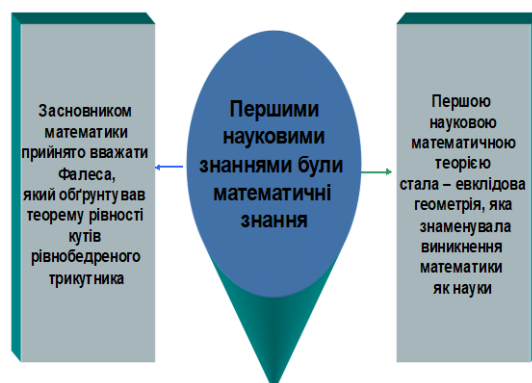 Засновником
математики
прийнято вважати
Фалеса,
який обґрунтував
теорему рівності
кутів
рівнобедреного
трикутника
Першими
науковими
знаннями були
математичні
знання
Першою
науковою
математичною
теорією
стала – евклідова
геометрія, яка
знаменувала
виникнення
математики
як науки